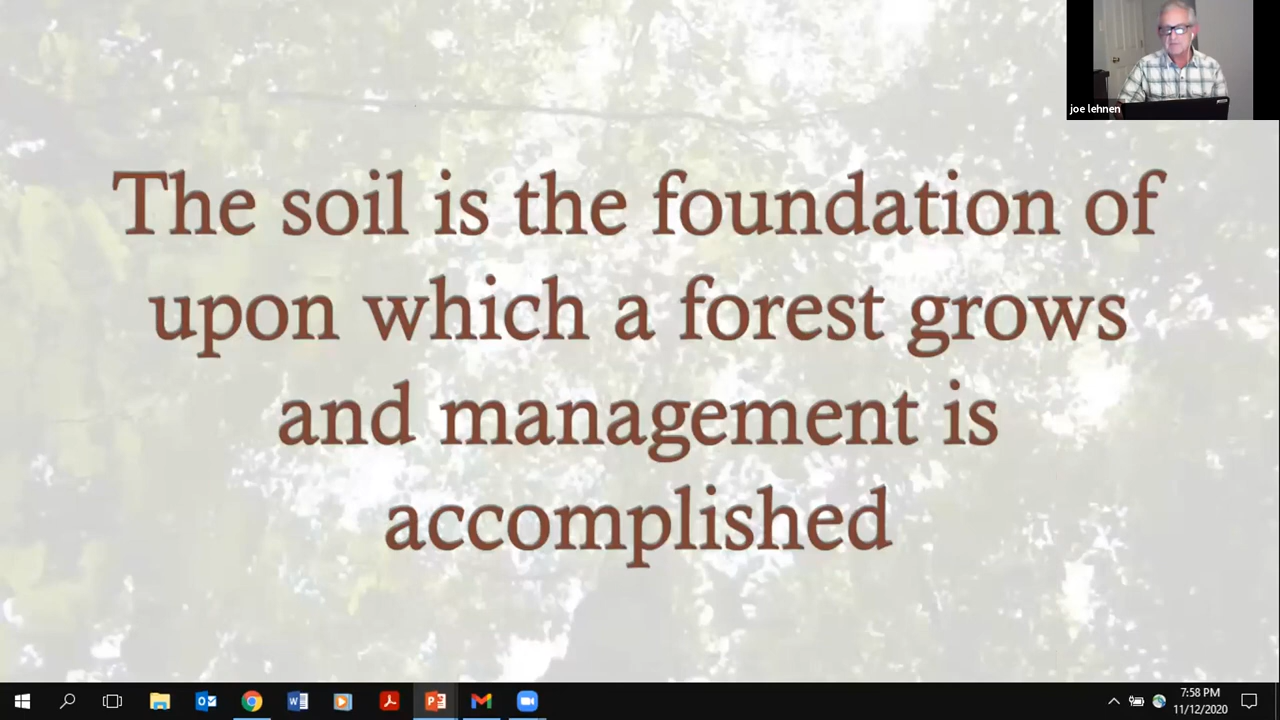 joe lehnen
The soil is the foundation of
upon which a forest grows
and management is
accomplished
7:58 PM
11/12/2020